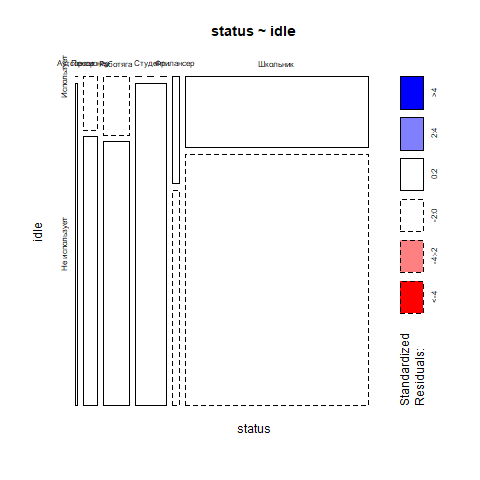 status ~ idle
Работяга
Студент
Фрилансер
Школьник
Использует
Не использует
idle
status
>4
2:4
0:2
-2:0
-4:-2
<-4
Standardized
Residuals: